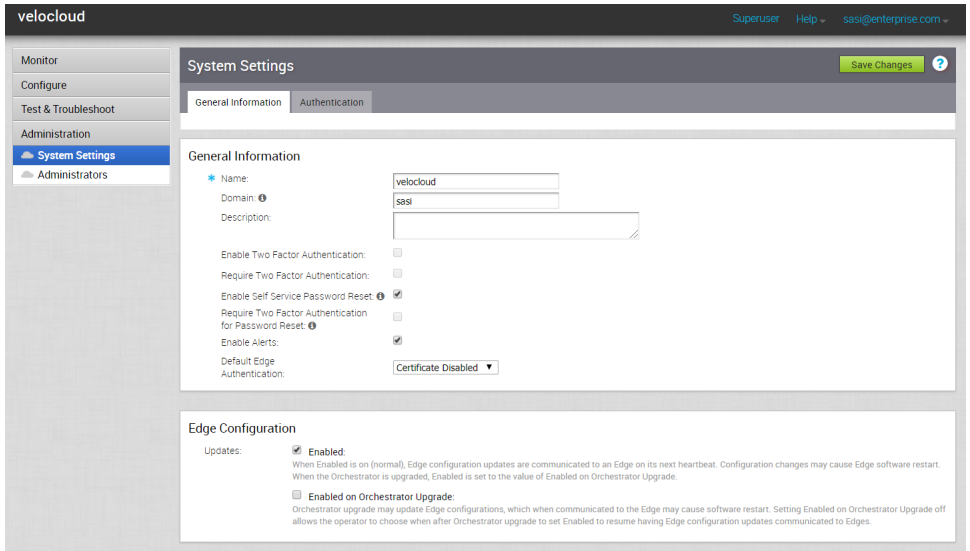 velocloud
Superuser Help sasi@enterprise.com
Monitor
Configure
Test & Troubleshoot
Administration
System Settings
Administrators
System Settings
Save Changes ?
General Information Authentication
General Information
* Name: velocloud
Domain: sasi
Description:
Enable Two Factor Authentication:
Require Two Factor Authentication:
Enable Self Service Password Reset:
Require Two Factor Authentication
for Password Reset:
Enable Alerts:
Default Edge
Authentication:
Certificate Disabled
Edge Configuration
Updates: Enabled:
When Enabled is on (normal), Edge configuration updates are communicated to an Edge on its next heartbeat. Configuration changes may cause Edge software restart.
When the Orchestrator is upgraded, Enabled is set to the value of Enabled on Orchestrator Upgrade.
Enabled on Orchestrator Upgrade:
Orchestrator upgrade may update Edge configurations, which when communicated to the Edge may cause software restart. Setting Enabled on Orchestrator Upgrade off
allows the operator to choose when after Orchestrator upgrade to set Enabled to resume having Edge configuration updates communicated to Edges.